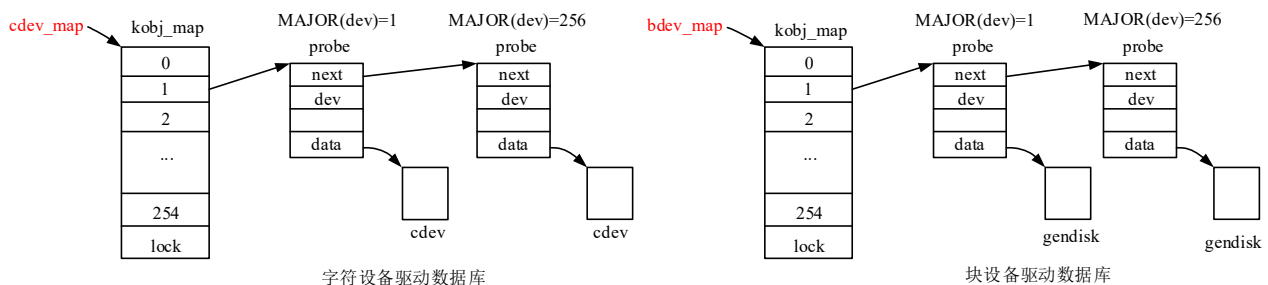 cdev_map
kobj_map
MAJOR(dev)=1
MAJOR(dev)=256
probe
probe
0
1
2
...
254
lock
next
dev
data
next
dev
data
cdev
cdev
字符设备驱动数据库
bdev_map
kobj_map
MAJOR(dev)=1
MAJOR(dev)=256
probe
probe
0
1
2
...
254
lock
next
dev
data
next
dev
data
gendisk
gendisk
块设备驱动数据库